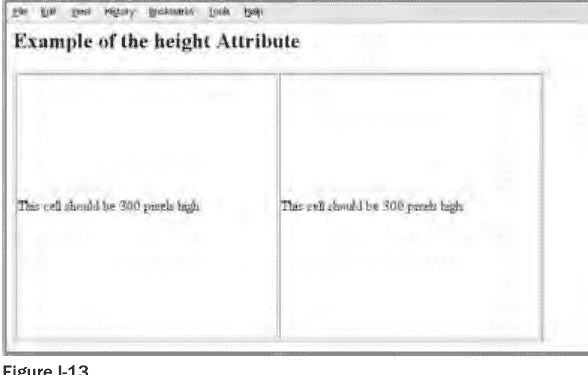 File Edit View History Bookmarks Tools Help
Example of the height Attribute
This cell should be 300 pixels high. This cell should be 300 pixels high.
Figure I-13